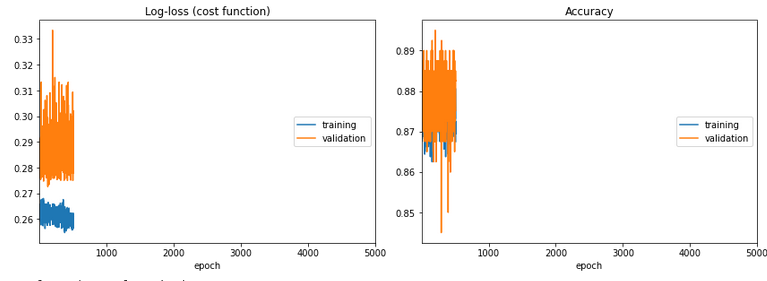 Log-loss (cost function)
0.33
0.32
0.31
0.30
0.29
0.28
0.27
0.26
training
validation
1000
2000
3000
4000
5000
epoch
Accuracy
0.89
0.88
0.87
0.86
0.85
training
validation
1000
2000
3000
4000
5000
epoch